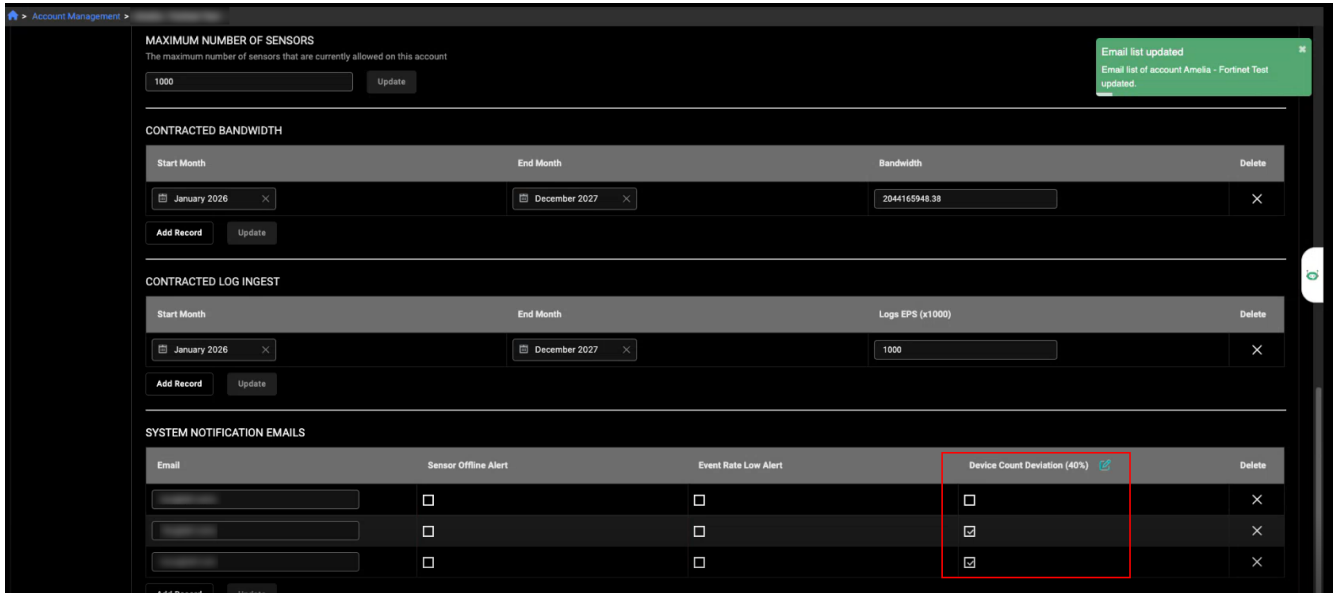 > Account Management >
MAXIMUM NUMBER OF SENSORS
The maximum number of sensors that are currently allowed on this account
1000 Update
Email list updated
Email list of account Amelia - Fortinet Test
updated.
CONTRACTED BANDWIDTH
Start Month End Month Bandwidth Delete
January 2026 December 2027 2044165948.38
Add Record Update
CONTRACTED LOG INGEST
Start Month End Month Logs EPS (x1000) Delete
January 2026 December 2027 1000
Add Record Update
SYSTEM NOTIFICATION EMAILS
Email Sensor Offline Alert Event Rate Low Alert Device Count Deviation (40%) Delete
Add Record Update